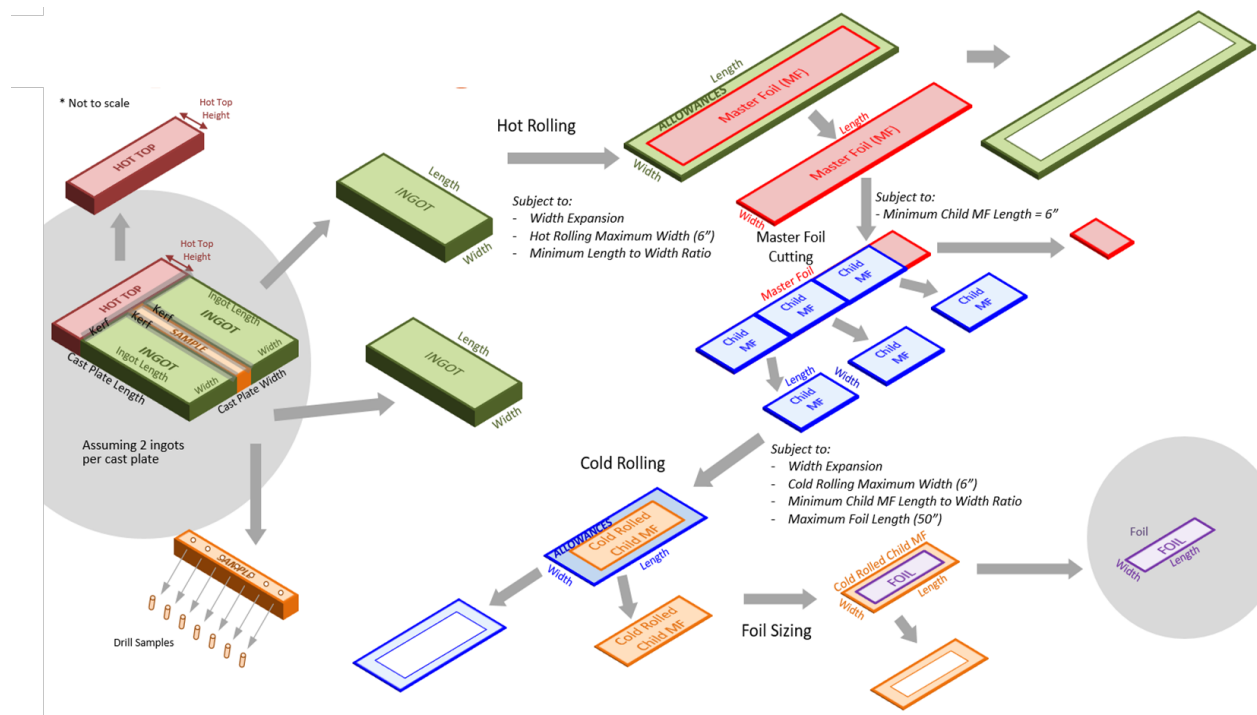 * Not to scale
Hot Top
Height
HOT TOP
Hot Top
Height
HOT TOP
Kerf
Kerf
Ingot Length
INGOT
SAMPLE
Width
INGOT
Ingot Length
Width
Cast Plate Length
Cast Plate Width
Assuming 2 ingots
per cast plate
SAMPLE
Drill Samples
Length
INGOT
Width
Length
INGOT
Width
Hot Rolling
Subject to:
- Width Expansion
- Hot Rolling Maximum Width (6”)
- Minimum Length to Width Ratio
Length
ALLOWANCES
Master Foil (MF)
Width
Length
Master Foil (MF)
Width
Subject to:
- Minimum Child MF Length = 6”
Master Foil
Cutting
Master Foil
Child
MF
Child
MF
Child
MF
Child
MF
Child
MF
Length
Width
Child
MF
Cold Rolling
Subject to:
- Width Expansion
- Cold Rolling Maximum Width (6”)
- Minimum Child MF Length to Width Ratio
- Maximum Foil Length (50”)
ALLOWANCES
Cold Rolled
Child MF
Width
Length
Cold Rolled
Child MF
Foil Sizing
Cold Rolled Child MF
FOIL
Width
Length
Foil
FOIL
Width
Length